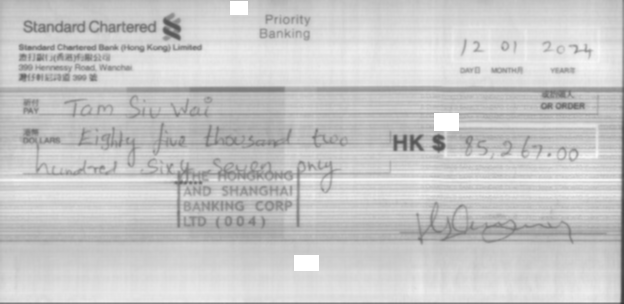 Standard Chartered
Priority
Banking
Standard Chartered Bank (Hong Kong) Limited
渣打銀行(香港)有限公司
399 Hennessy Road, Wanchai
灣仔軒尼詩道 399 號
12 01 2024
DAY日 MONTH月 YEAR年
祈付
PAY Tam Siu Wai
或持票人
OR ORDER
港幣
DOLLARS Eighty five thousand two
hundred sixy seven only
HK $ 85,267.00
THE HONGKONG
AND SHANGHAI
BANKING CORP
LTD (004)